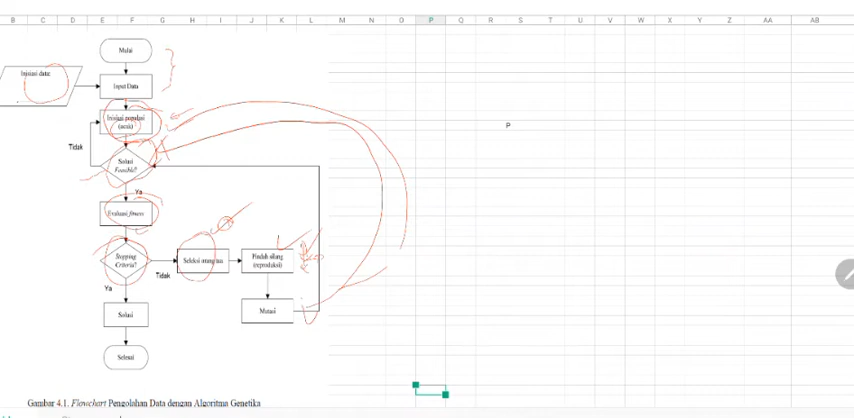 B C D E F G H I J K L M N O P Q R S T U V W X Y Z AA AB
Mulai
Inisiasi data:
Input Data
Inisiasi populasi
(acak)
P
Tidak
Solusi
Feasible?
Ya
Evaluasi fitness
Stopping
Criteria?
Tidak
Seleksi orang tua
Pindah silang
(reproduksi)
Ya
Solusi
Mutasi
Selesai
Gambar 4.1. Flowchart Pengolahan Data dengan Algoritma Genetika